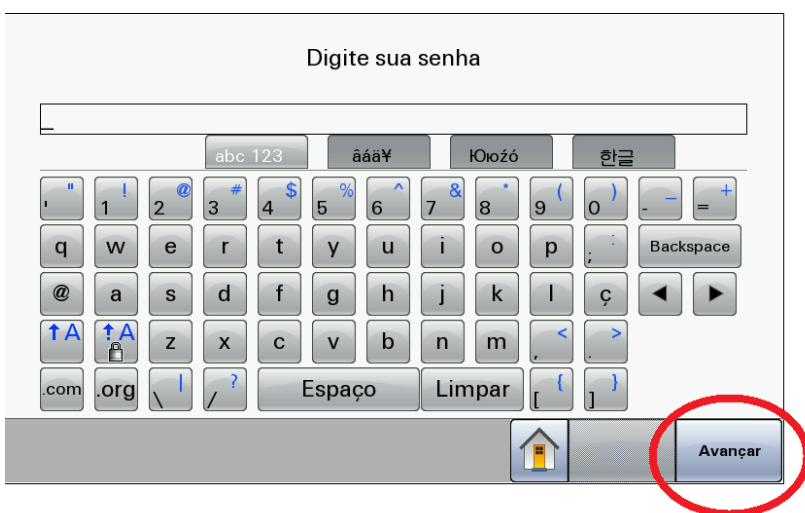 Digite sua senha
_
abc 123 âáä¥Ююźó 한글
' " 1 ! 2 @ 3 # 4 $ 5 % 6 ^ 7 & 8 * 9 ( 0 ) - _ = +
q w e r t y u i o p ; : Backspace
@ a s d f g h j k l ç ◀ ▶
↑A ↑A z x c v b n m , < . >
.com .org \ | / ? Espaço Limpar [ { ] }
Avançar